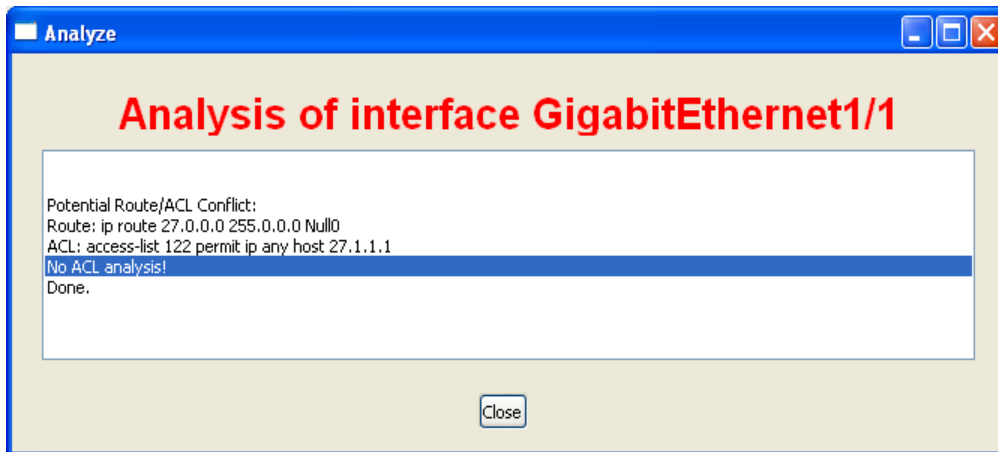 Analyze
Analysis of interface GigabitEthernet1/1
Potential Route/ACL Conflict:
Route: ip route 27.0.0.0 255.0.0.0 Null0
ACL: access-list 122 permit ip any host 27.1.1.1
No ACL analysis!
Done.
Close